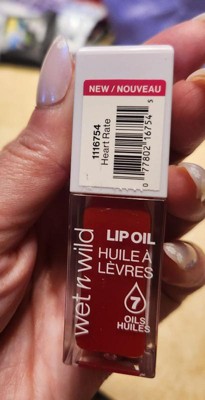 NEW / NOUVEAU
1116754
Heart Rate
0 77802 16754 5
wet n wild
LIP OIL
HUILE À
LÈVRES
7
OILS
HUILES